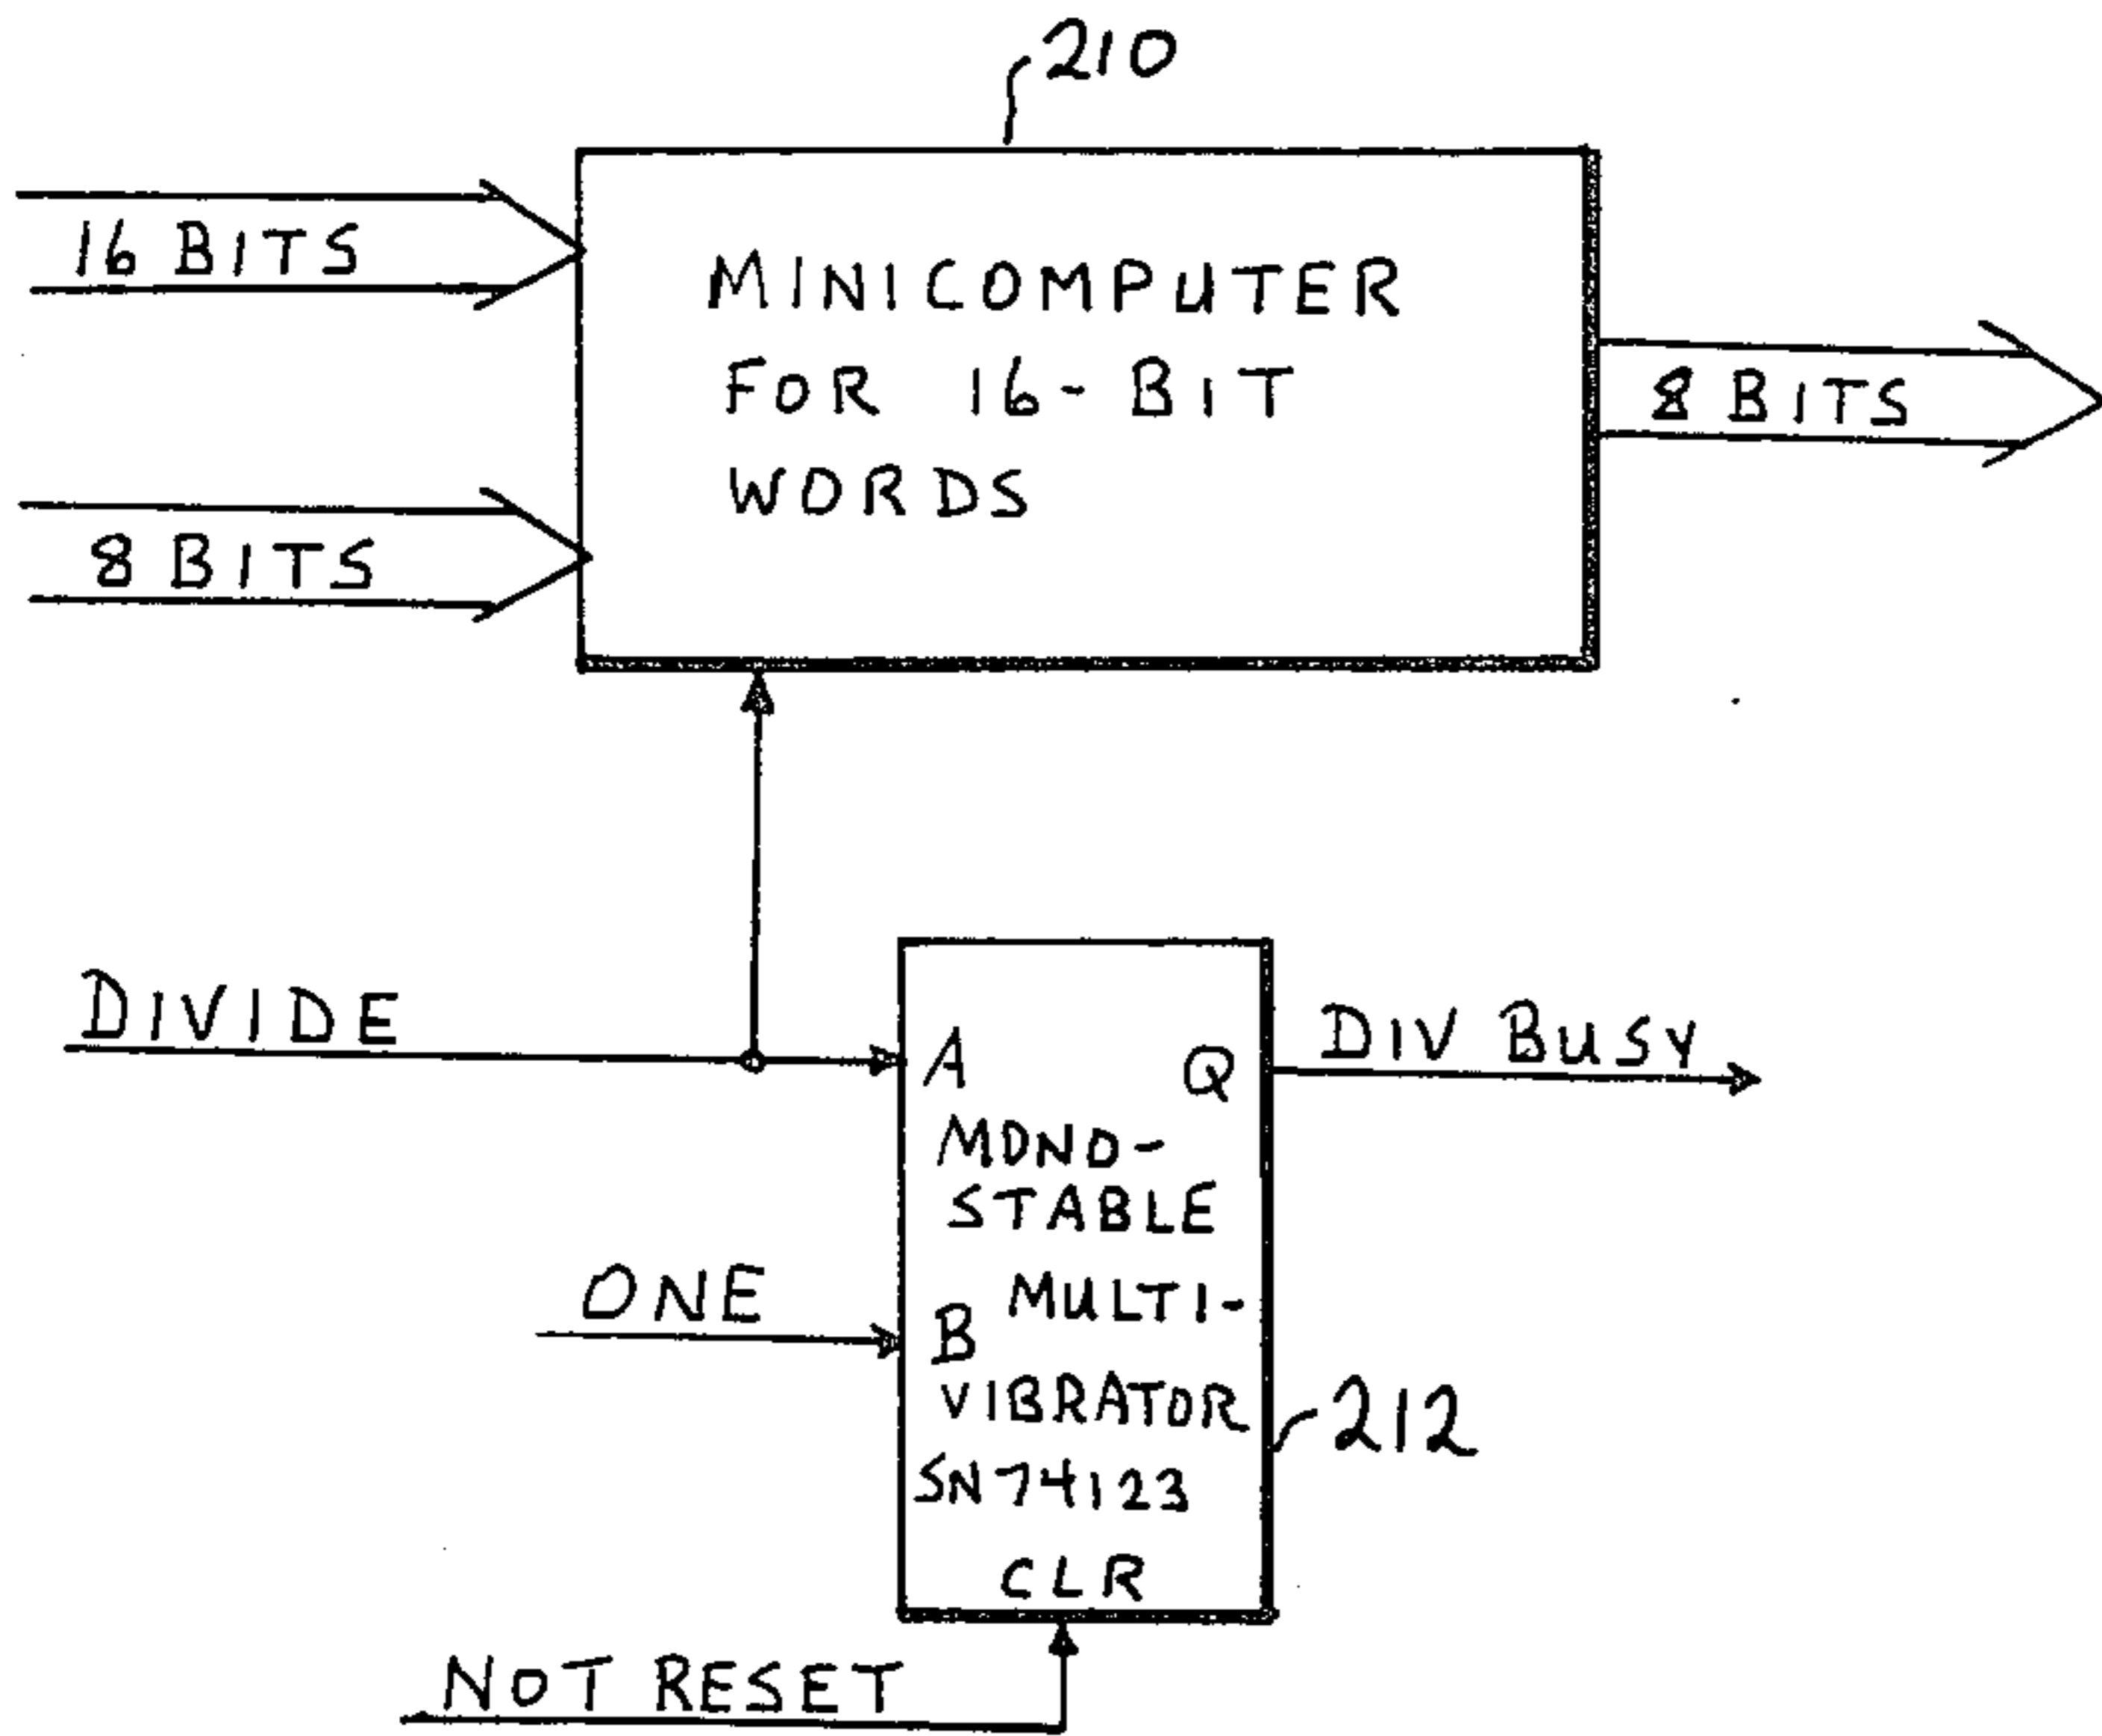 210
16 BITS
MINICOMPUTER
FOR 16-BIT
WORDS
8 BITS
8 BITS
DIVIDE
A
Q
DIV BUSY
MONO-
STABLE
ONE
B
MULTI-
VIBRATOR
212
SN74123
CLR
NOT RESET